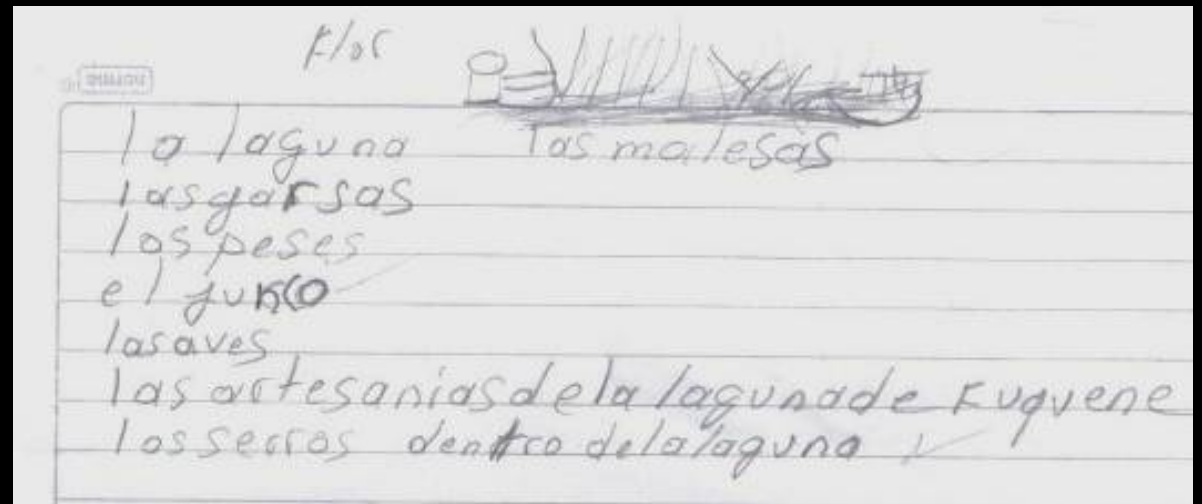 Flor
la laguna las malesas
las garsas
los peses
el junco
las aves
las artesanias de la laguna de Fuquene
los serros dentro de la laguna